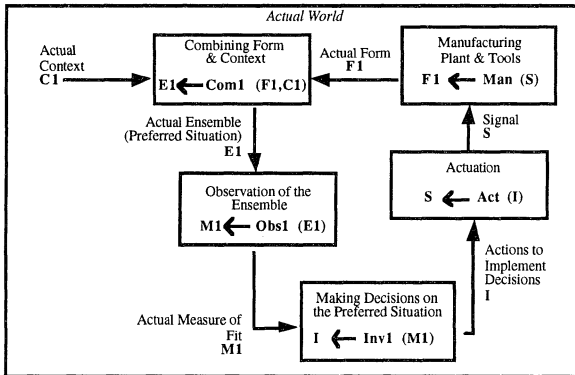 Actual World
Actual
Context
C1
Combining Form
& Context
E1 ← Com1 (F1,C1)
Actual Form
F1
Manufacturing
Plant & Tools
F1 ← Man (S)
Signal
S
Actual Ensemble
(Preferred Situation)
E1
Actuation
S ← Act (I)
Observation of the
Ensemble
M1 ← Obs1 (E1)
Actions to
Implement
Decisions
I
Actual Measure of
Fit
M1
Making Decisions on
the Preferred Situation
I ← Inv1 (M1)